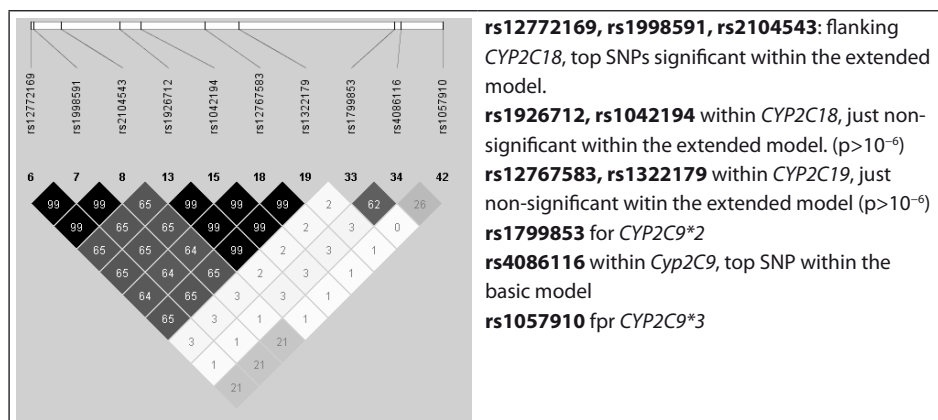 rs12772169
rs1998591
rs2104543
rs1926712
rs1042194
rs12767583
rs1322179
rs1799853
rs4086116
rs1057910
6 7 8 13 15 18 19 33 34 42
99 99 65 99 99 99 2 62 26
99 65 65 99 99 2 3 0
65 65 65 99 2 3 1
65 64 65 2 3 1
64 65 3 3 1
65 3 1 1
3 1 21
1 21
21
rs12772169, rs1998591, rs2104543: flanking
CYP2C18, top SNPs significant within the extended
model.
rs1926712, rs1042194 within CYP2C18, just non-
significant within the extended model. (p>10⁻⁶)
rs12767583, rs1322179 within CYP2C19, just
non-significant witin the extended model (p>10⁻⁶)
rs1799853 for CYP2C9*2
rs4086116 within Cyp2C9, top SNP within the
basic model
rs1057910 fpr CYP2C9*3